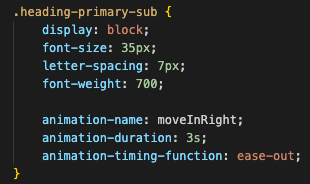 .heading-primary-sub {
    display: block;
    font-size: 35px;
    letter-spacing: 7px;
    font-weight: 700;

    animation-name: moveInRight;
    animation-duration: 3s;
    animation-timing-function: ease-out;
}